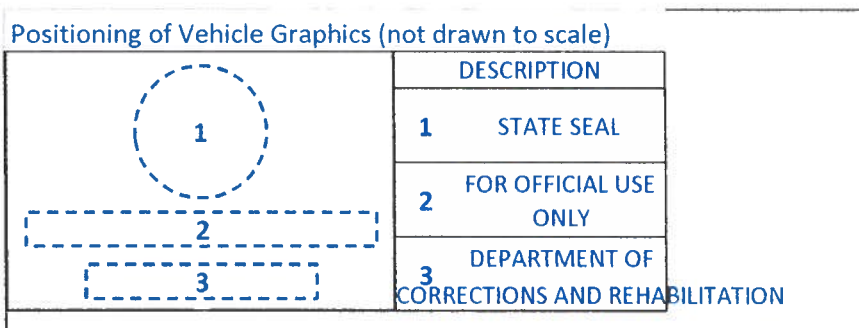 Positioning of Vehicle Graphics (not drawn to scale)
DESCRIPTION
1
1 STATE SEAL
2
2 FOR OFFICIAL USE
ONLY
3
3 DEPARTMENT OF
CORRECTIONS AND REHABILITATION